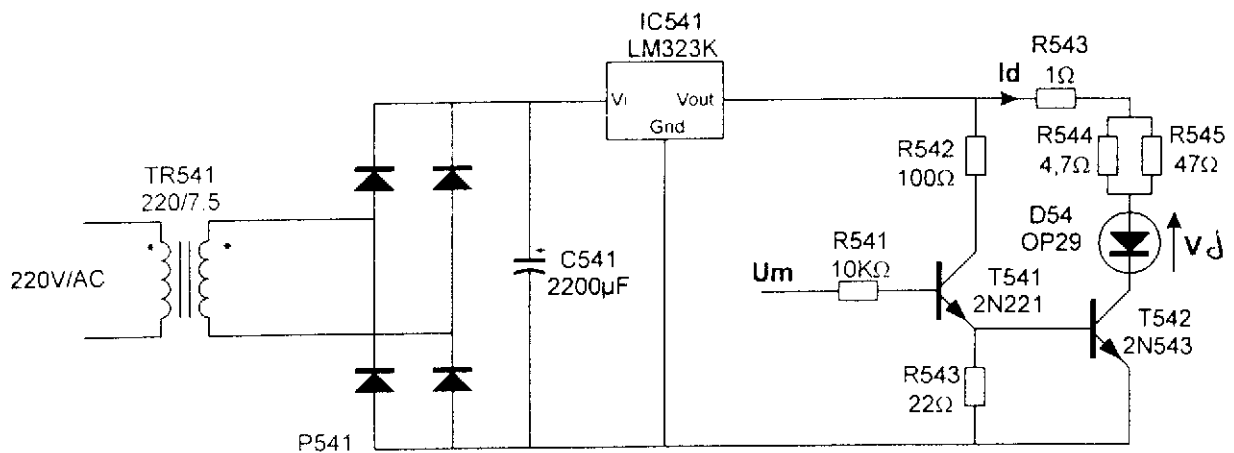 IC541
LM323K
VI
Vout
Gnd
Id
R543
1Ω
R542
100Ω
R544
4,7Ω
R545
47Ω
TR541
220/7.5
220V/AC
+
C541
2200µF
D54
OP29
Vd
Um
R541
10KΩ
T541
2N221
T542
2N543
R543
22Ω
P541